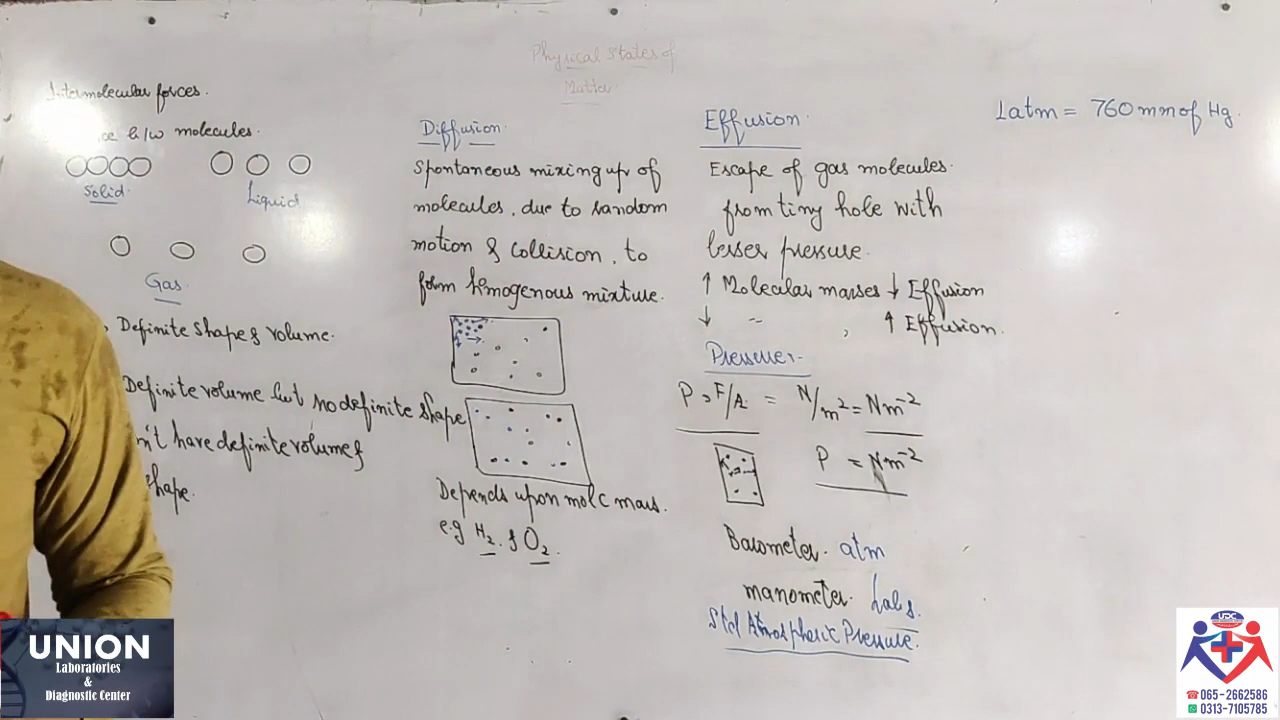 Physical States of
Matter
Intermolecular forces.
ce b/w molecules.
Solid
Liquid
Gas
Definite shape & volume.
Definite volume but no definite shape
n't have definite volume &
shape.
Diffusion
Spontaneous mixing up of
molecules, due to random
motion & collision, to
form homogenous mixture.
Depends upon molc mass.
e.g H₂ & O₂.
Effusion
Escape of gas molecules.
from tiny hole with
lesser pressure.
↑ Molecular masses ↓ Effusion
↓ ~ , ↑ Effusion.
Pressure
P = F/A = N/m² = Nm⁻²
P = Nm⁻²
Barometer. atm
manometer. Labs.
Std Atmospheric Pressure.
1atm = 760 mm of Hg.
UNION
Laboratories
&
Diagnostic Center
UDC
065-2662586
0313-7105785